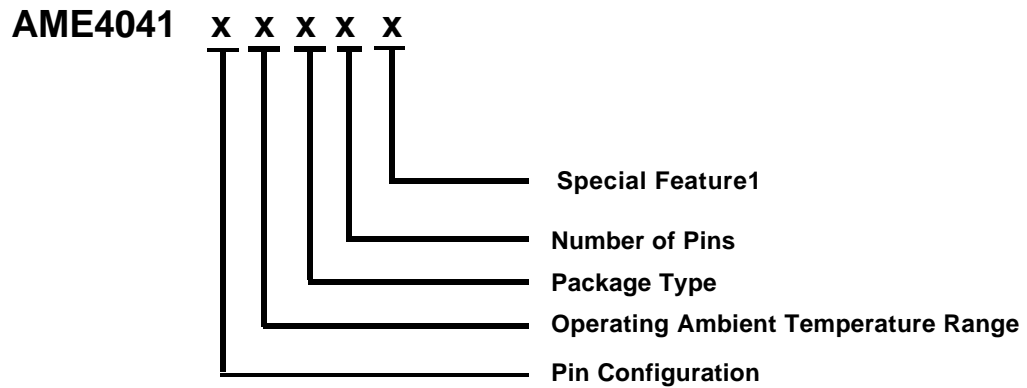 AME4041 x x x x x
Special Feature1
Number of Pins
Package Type
Operating Ambient Temperature Range
Pin Configuration